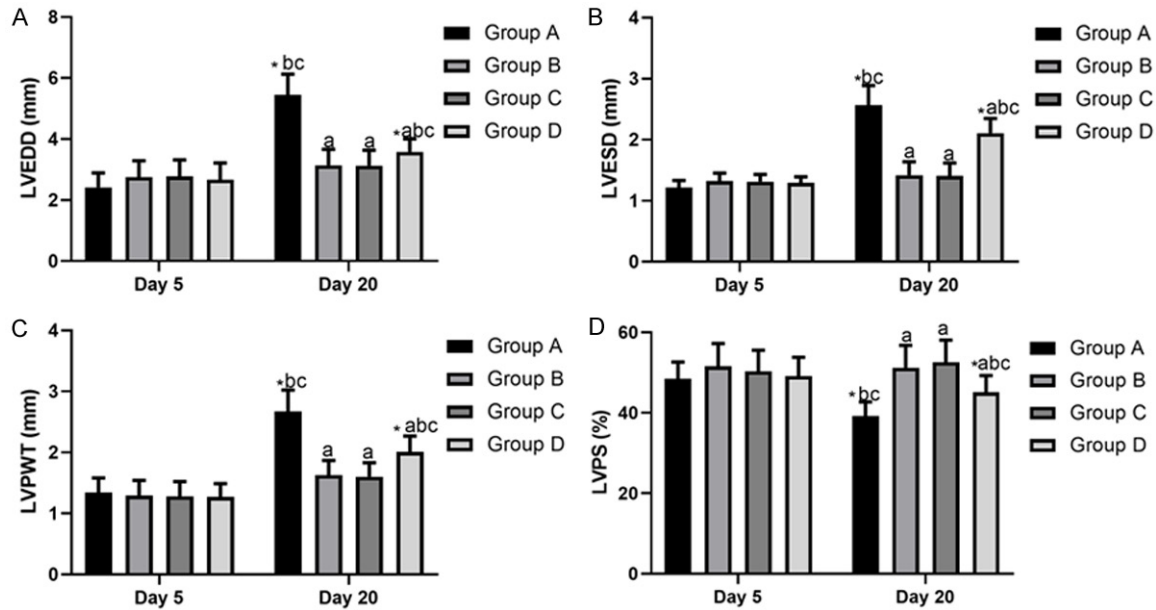 A
LVEDD (mm)
8
6
4
2
0
* bc
a
a
*abc
Day 5
Day 20
Group A
Group B
Group C
Group D
B
LVESD (mm)
4
3
2
1
0
*bc
a
a
*abc
Day 5
Day 20
Group A
Group B
Group C
Group D
C
LVPWT (mm)
4
3
2
1
0
*bc
a
a
* abc
Day 5
Day 20
Group A
Group B
Group C
Group D
D
LVPS (%)
60
40
20
0
*bc
a
a
*abc
Day 5
Day 20
Group A
Group B
Group C
Group D